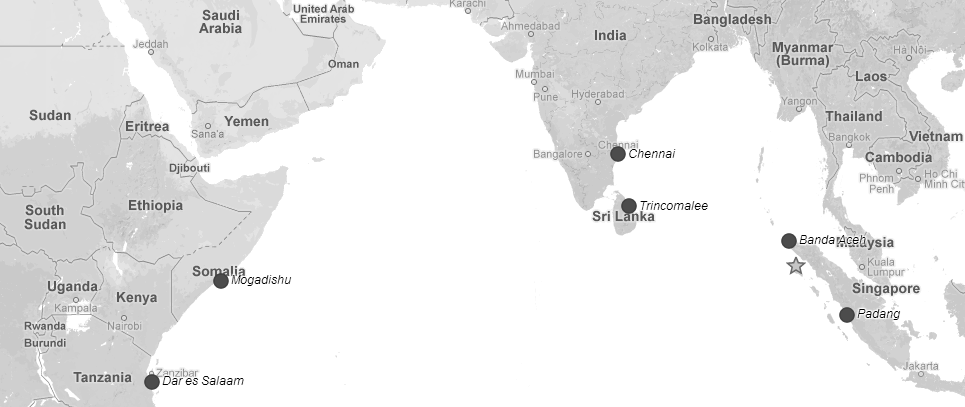 Karachi
Saudi
Arabia
United Arab
Emirates
Ahmedabad
India
Bangladesh
Jeddah
Kolkata
Myanmar
(Burma)
Hà Nội
Oman
Laos
Mumbai
Pune
Hyderabad
Yangon
Sudan
Eritrea
Sana'a
Yemen
Thailand
Bangkok
Vietnam
Chennai
Bangalore
Chennai
Cambodia
Djibouti
Phnom
Penh
Ho Chi
Minh City
South
Sudan
Ethiopia
Trincomalee
Sri Lanka
Banda Aceh
Malaysia
Kuala
Lumpur
Somalia
Mogadishu
Uganda
Kampala
Kenya
Singapore
Padang
Rwanda
Nairobi
Burundi
Jakarta
Tanzania
Zanzibar
Dar es Salaam